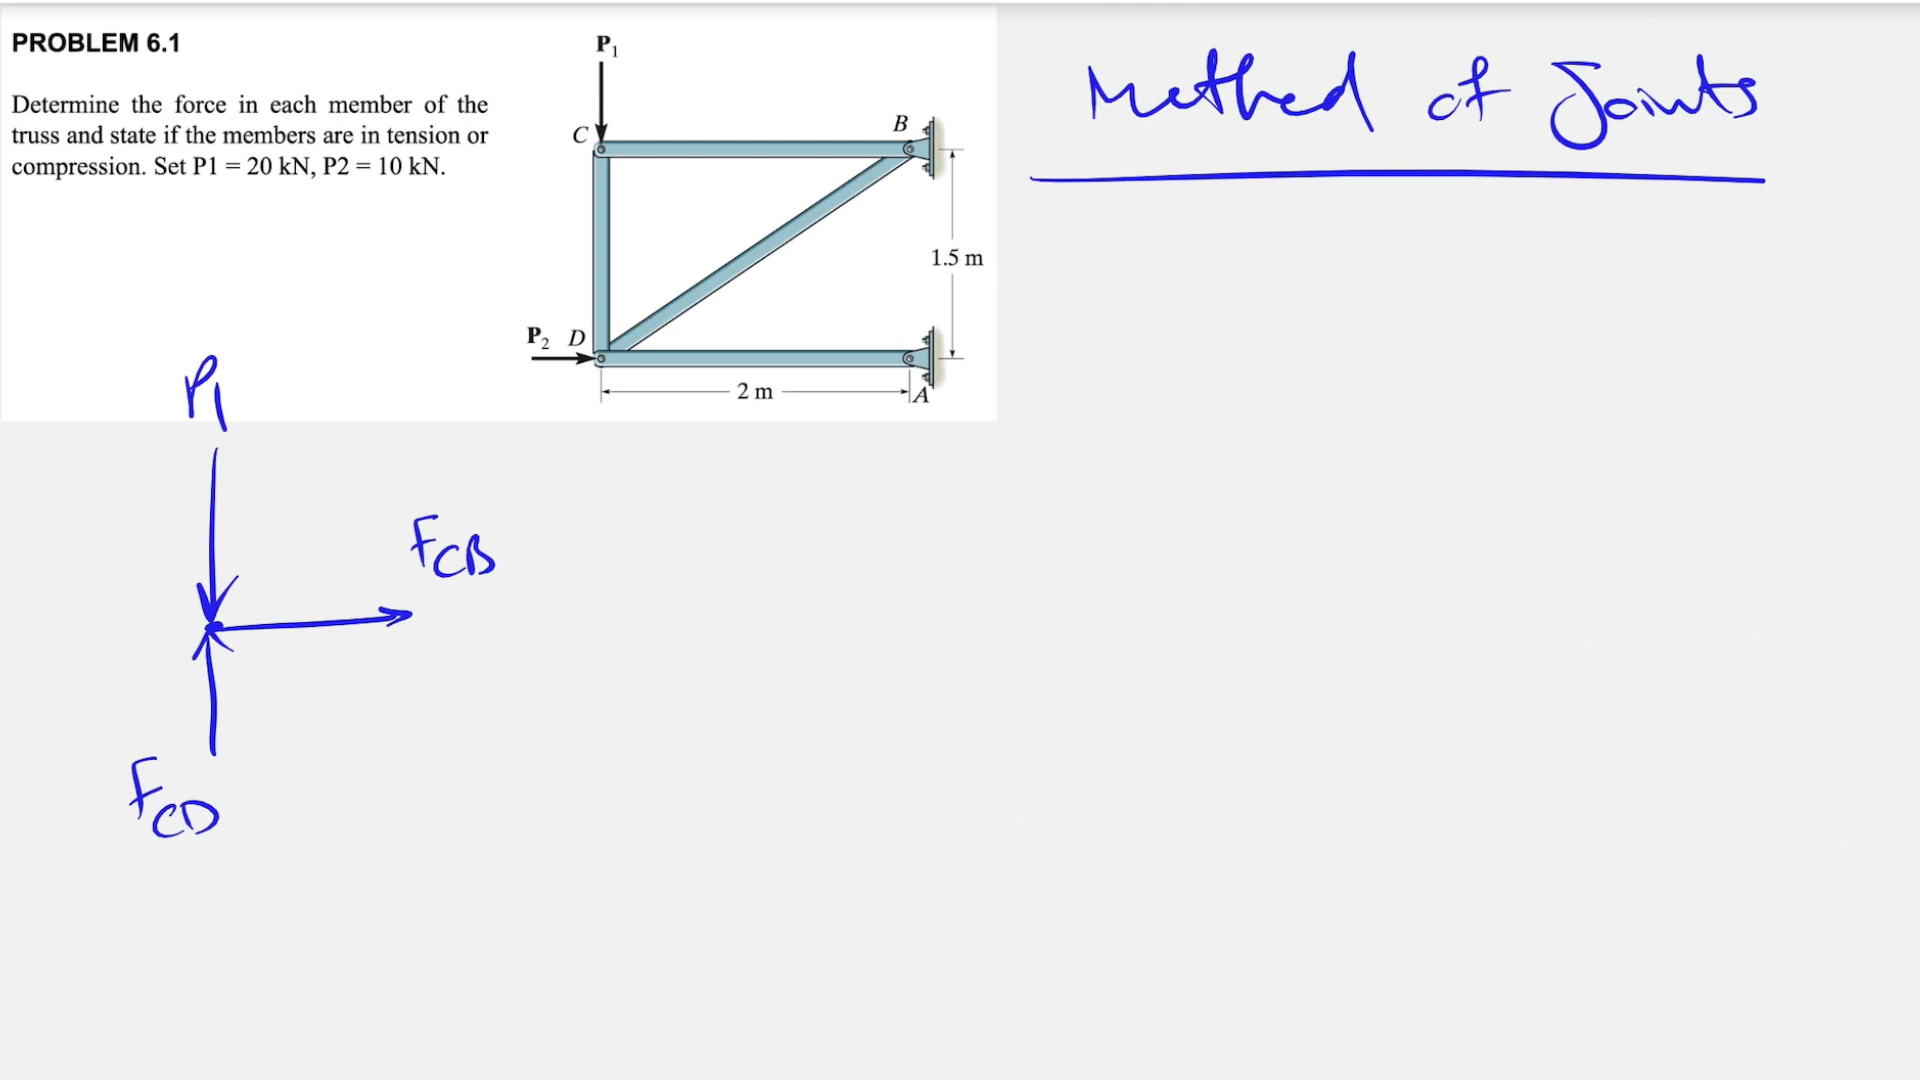 PROBLEM 6.1
Determine the force in each member of the
truss and state if the members are in tension or
compression. Set P1 = 20 kN, P2 = 10 kN.
P₁
C
B
1.5 m
P₂ D
2 m
A
Method of Joints
P₁
F_CB
F_CD